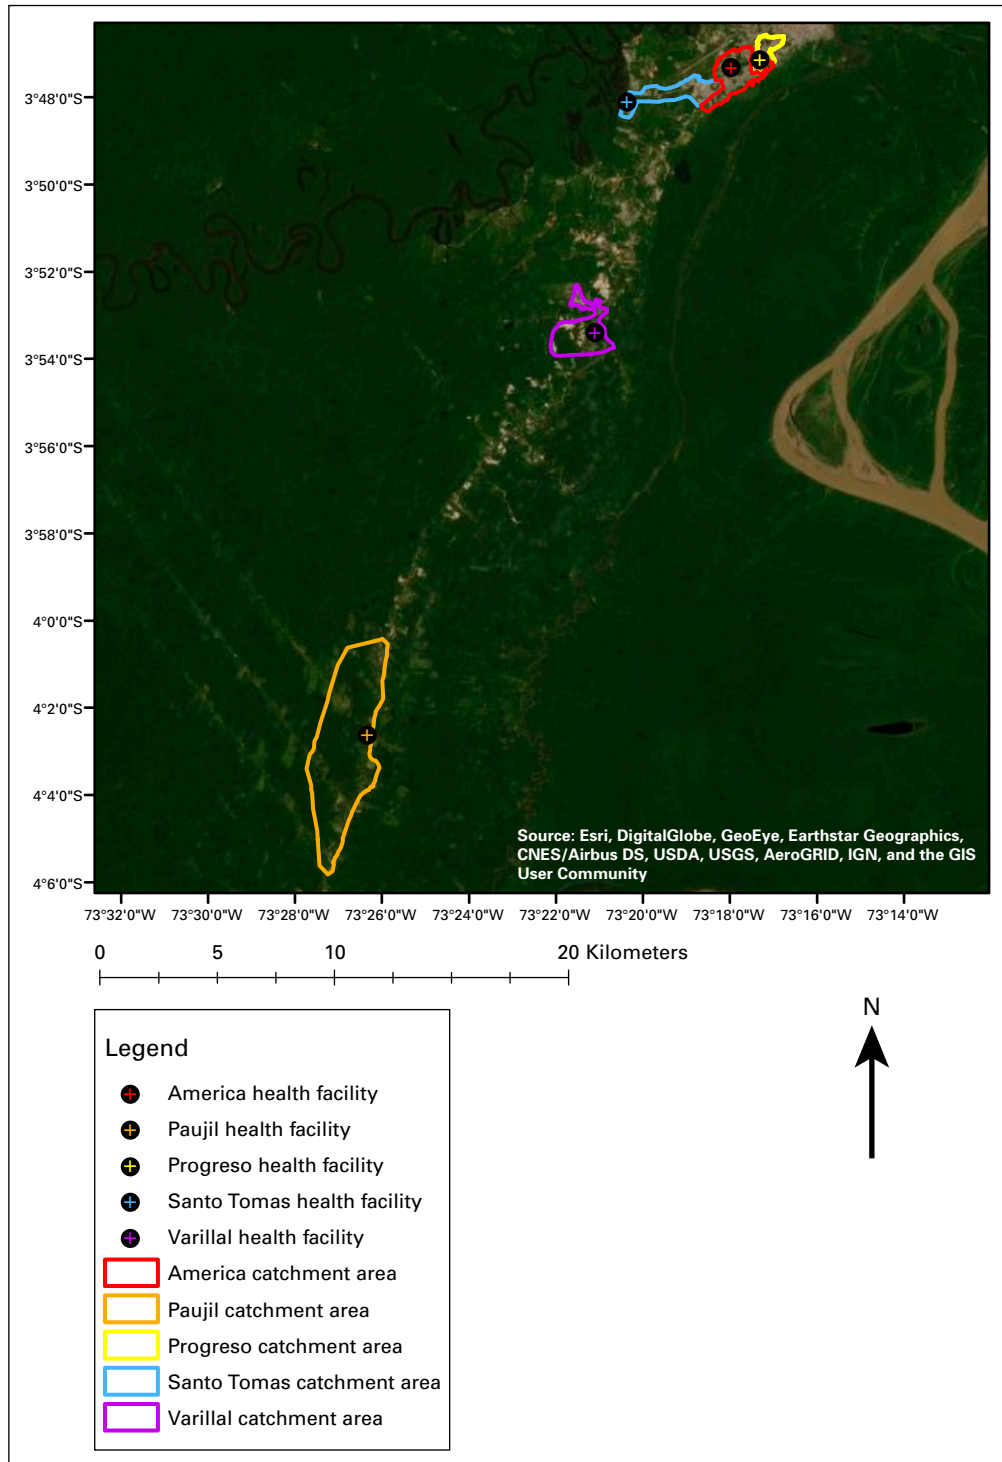 3°48'0"S
3°50'0"S
3°52'0"S
3°54'0"S
3°56'0"S
3°58'0"S
4°0'0"S
4°2'0"S
4°4'0"S
4°6'0"S
Source: Esri, DigitalGlobe, GeoEye, Earthstar Geographics,
CNES/Airbus DS, USDA, USGS, AeroGRID, IGN, and the GIS
User Community
73°32'0"W 73°30'0"W 73°28'0"W 73°26'0"W 73°24'0"W 73°22'0"W 73°20'0"W 73°18'0"W 73°16'0"W 73°14'0"W
0 5 10 20 Kilometers
N
Legend
America health facility
Paujil health facility
Progreso health facility
Santo Tomas health facility
Varillal health facility
America catchment area
Paujil catchment area
Progreso catchment area
Santo Tomas catchment area
Varillal catchment area